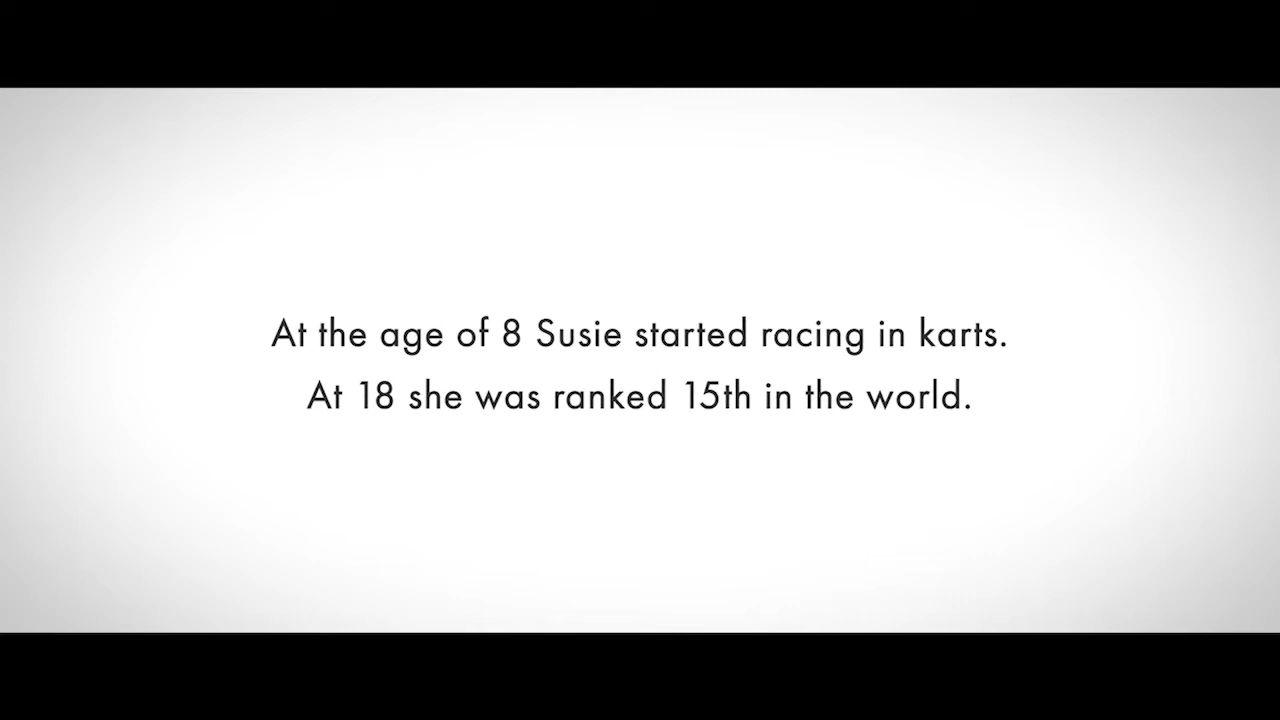 At the age of 8 Susie started racing in karts.
At 18 she was ranked 15th in the world.